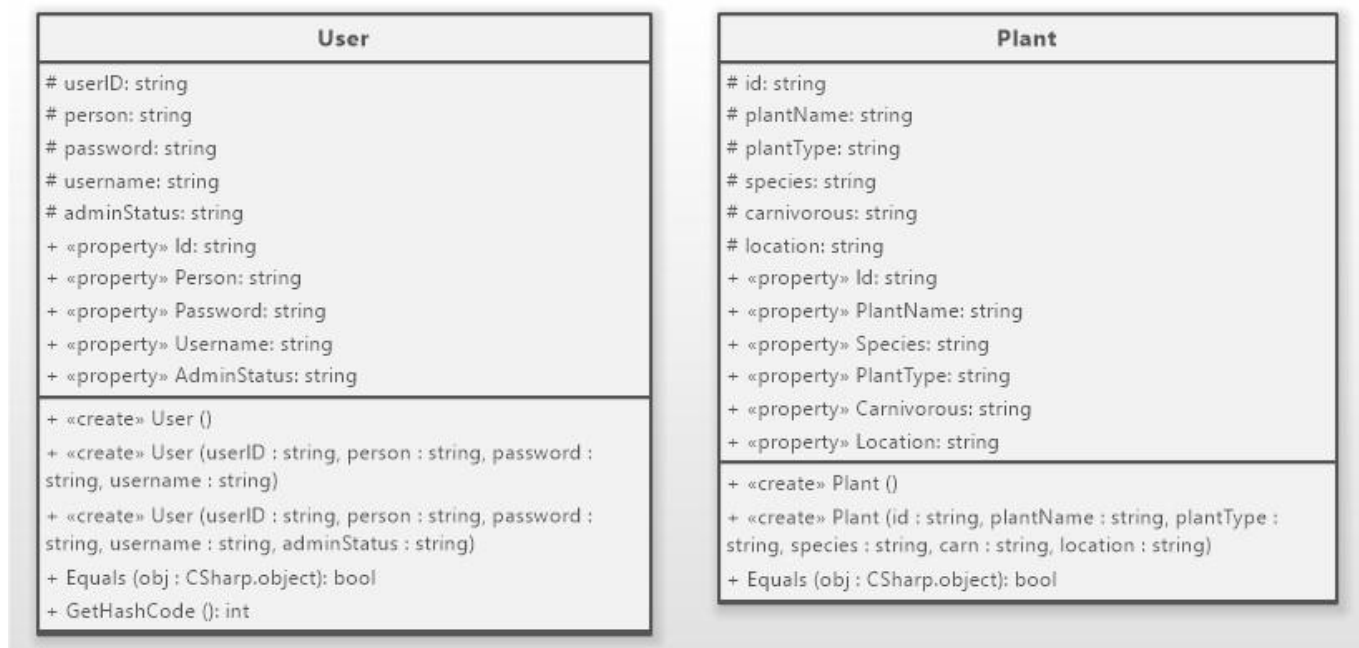 User
# userID: string
# person: string
# password: string
# username: string
# adminStatus: string
+ «property» Id: string
+ «property» Person: string
+ «property» Password: string
+ «property» Username: string
+ «property» AdminStatus: string
+ «create» User ()
+ «create» User (userID : string, person : string, password :
string, username : string)
+ «create» User (userID : string, person : string, password :
string, username : string, adminStatus : string)
+ Equals (obj : CSharp.object): bool
+ GetHashCode (): int
Plant
# id: string
# plantName: string
# plantType: string
# species: string
# carnivorous: string
# location: string
+ «property» Id: string
+ «property» PlantName: string
+ «property» Species: string
+ «property» PlantType: string
+ «property» Carnivorous: string
+ «property» Location: string
+ «create» Plant ()
+ «create» Plant (id : string, plantName : string, plantType :
string, species : string, carn : string, location : string)
+ Equals (obj : CSharp.object): bool